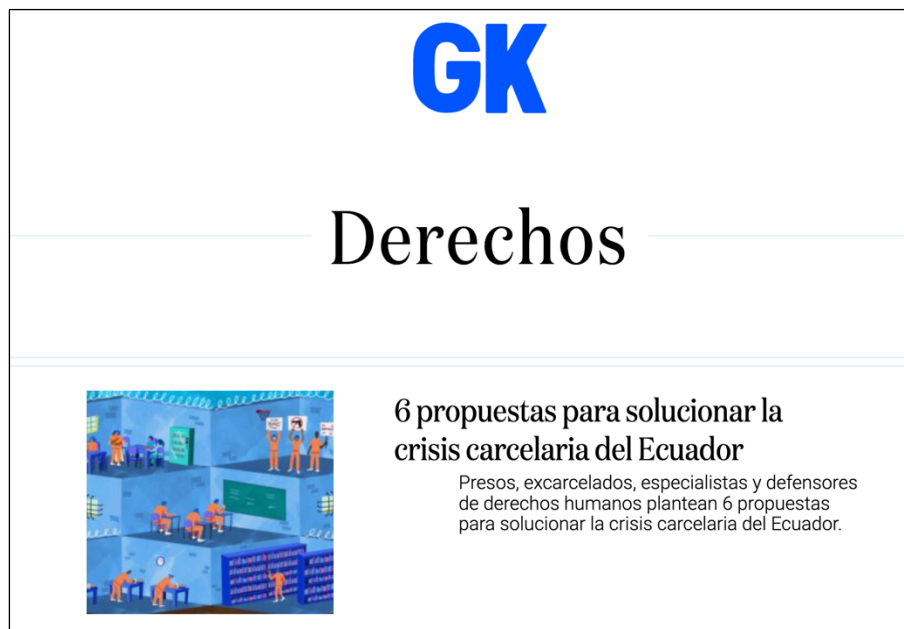 GK
Derechos
6 propuestas para solucionar la
crisis carcelaria del Ecuador
Presos, excarcelados, especialistas y defensores
de derechos humanos plantean 6 propuestas
para solucionar la crisis carcelaria del Ecuador.